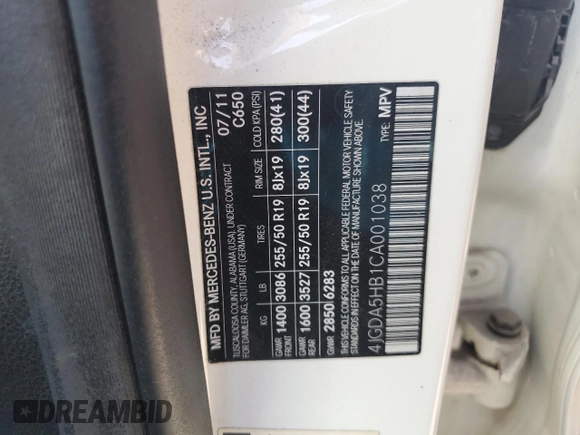 MFD BY MERCEDES-BENZ U.S. INTL., INC
TUSCALOOSA COUNTY, ALABAMA (USA), UNDER CONTRACT
FOR DAIMLER AG, STUTTGART (GERMANY)
07/11
C650
KG LB TIRES RIM SIZE COLD KPA(PSI)
GAWR FRONT 1400 3086 255/50 R19 8Jx19 280(41)
GAWR REAR 1600 3527 255/50 R19 8Jx19 300(44)
GVWR 2850 6283
THIS VEHICLE CONFORMS TO ALL APPLICABLE FEDERAL MOTOR VEHICLE SAFETY
STANDARDS IN EFFECT ON THE DATE OF MANUFACTURE SHOWN ABOVE.
4JGDA5HB1CA001038 TYPE: MPV
DREAMBID